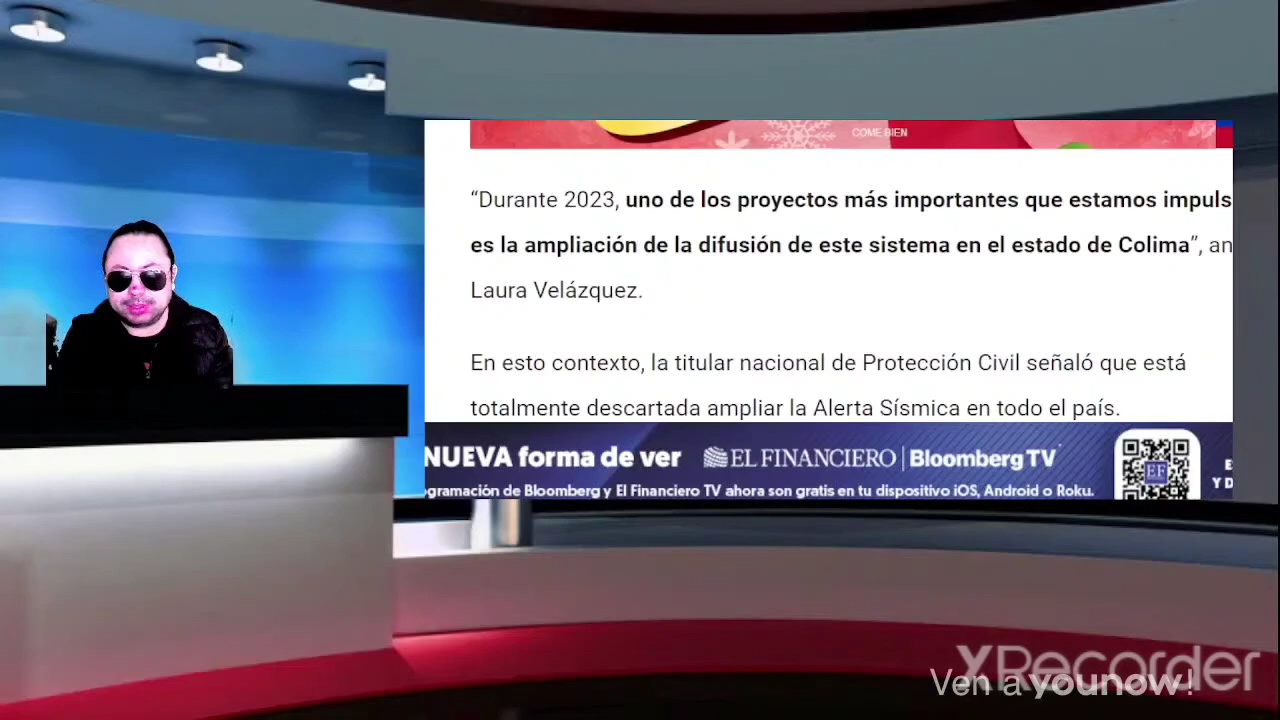 COME BIEN
“Durante 2023, uno de los proyectos más importantes que estamos impuls
es la ampliación de la difusión de este sistema en el estado de Colima”, an
Laura Velázquez.
En esto contexto, la titular nacional de Protección Civil señaló que está
totalmente descartada ampliar la Alerta Sísmica en todo el país.
NUEVA forma de ver EL FINANCIERO | Bloomberg TV
ogramación de Bloomberg y El Financiero TV ahora son gratis en tu dispositivo iOS, Android o Roku.
EF
E
Y D
XRecorder
Ven a younow!